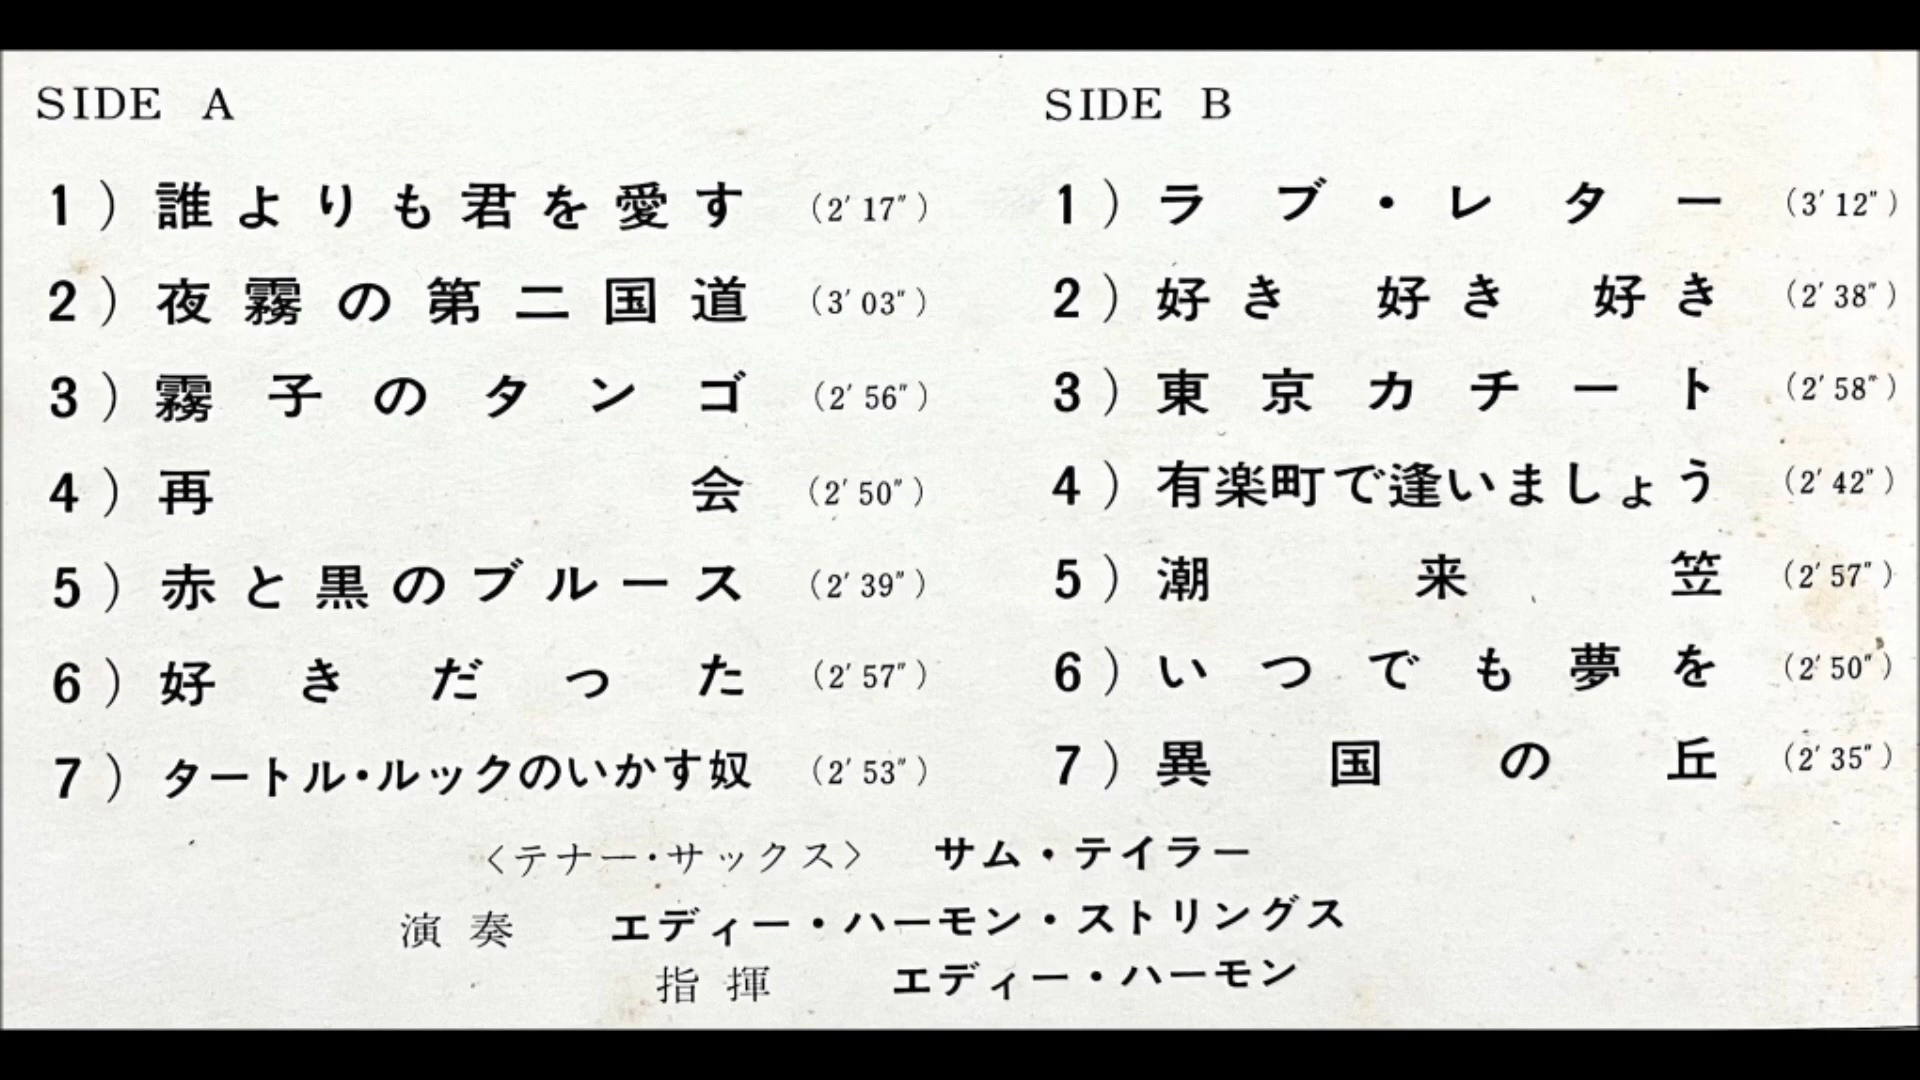 SIDE A
1) 誰よりも君を愛す (2′17″)
2) 夜霧の第二国道 (3′03″)
3) 霧子のタンゴ (2′56″)
4) 再会 (2′50″)
5) 赤と黒のブルース (2′39″)
6) 好きだった (2′57″)
7) タートル・ルックのいかす奴 (2′53″)
SIDE B
1) ラブ・レター (3′12″)
2) 好き 好き 好き (2′38″)
3) 東京カチート (2′58″)
4) 有楽町で逢いましょう (2′42″)
5) 潮来笠 (2′57″)
6) いつでも夢を (2′50″)
7) 異国の丘 (2′35″)
〈テナー・サックス〉 サム・テイラー
演奏 エディー・ハーモン・ストリングス
指揮 エディー・ハーモン